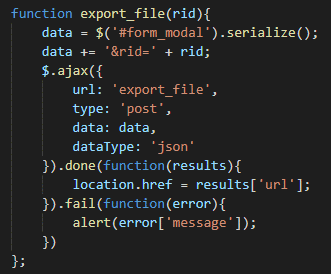 function export_file(rid){
    data = $('#form_modal').serialize();
    data += '&rid=' + rid;
    $.ajax({
        url: 'export_file',
        type: 'post',
        data: data,
        dataType: 'json'
    }).done(function(results){
        location.href = results['url'];
    }).fail(function(error){
        alert(error['message']);
    })
};